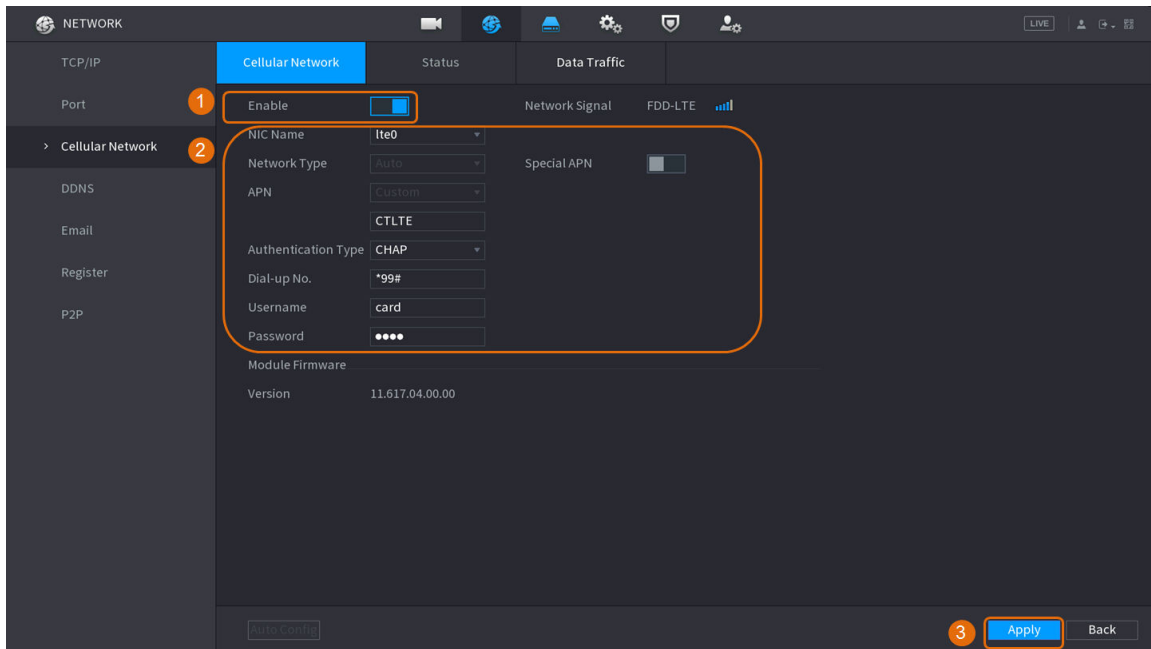 NETWORK
LIVE
TCP/IP
Port
Cellular Network
DDNS
Email
Register
P2P
Cellular Network Status Data Traffic
1
Enable Network Signal FDD-LTE
2
NIC Name lte0
Network Type Auto Special APN
APN Custom
CTLTE
Authentication Type CHAP
Dial-up No. *99#
Username card
Password ●●●●
Module Firmware
Version 11.617.04.00.00
Auto Config 3 Apply Back